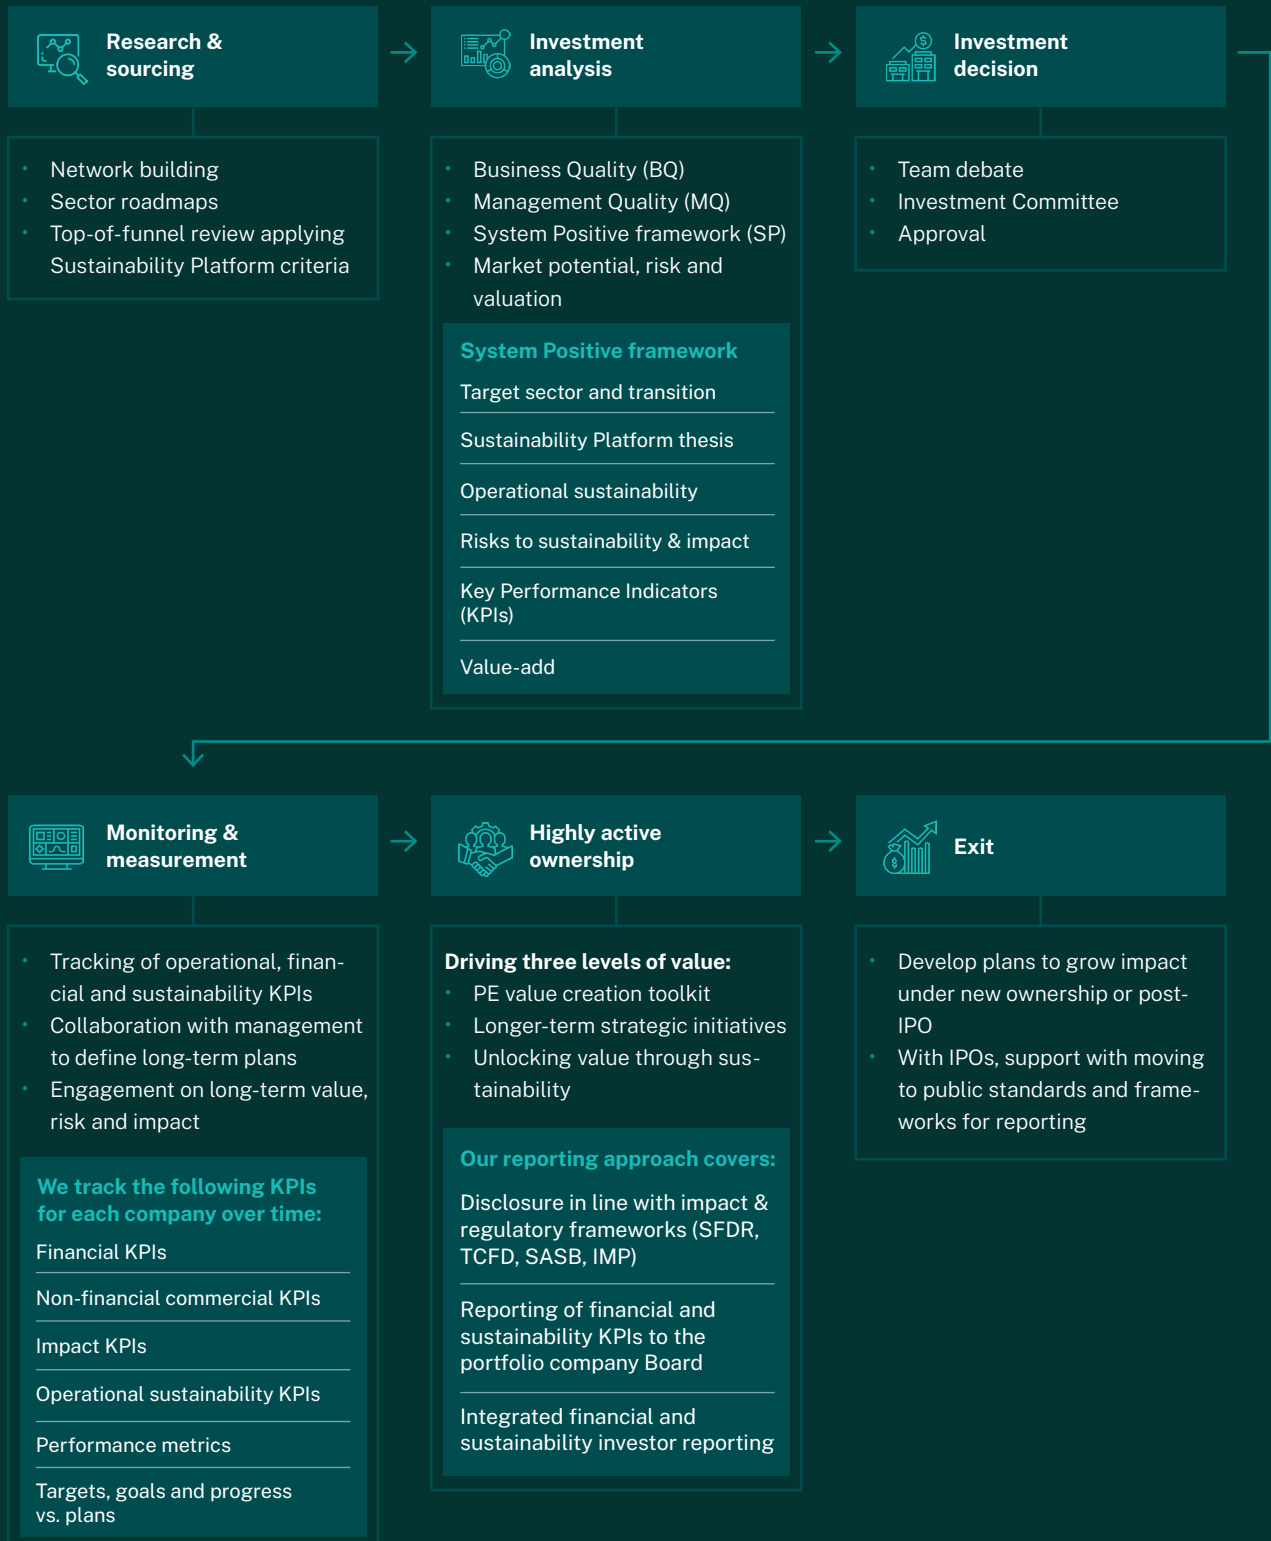 Research &
sourcing
Network building
Sector roadmaps
Top-of-funnel review applying
Sustainability Platform criteria
Investment
analysis
Business Quality (BQ)
Management Quality (MQ)
System Positive framework (SP)
Market potential, risk and
valuation
System Positive framework
Target sector and transition
Sustainability Platform thesis
Operational sustainability
Risks to sustainability & impact
Key Performance Indicators
(KPIs)
Value-add
Investment
decision
Team debate
Investment Committee
Approval
Monitoring &
measurement
Tracking of operational, finan-
cial and sustainability KPIs
Collaboration with management
to define long-term plans
Engagement on long-term value,
risk and impact
We track the following KPIs
for each company over time:
Financial KPIs
Non-financial commercial KPIs
Impact KPIs
Operational sustainability KPIs
Performance metrics
Targets, goals and progress
vs. plans
Highly active
ownership
Driving three levels of value:
PE value creation toolkit
Longer-term strategic initiatives
Unlocking value through sus-
tainability
Our reporting approach covers:
Disclosure in line with impact &
regulatory frameworks (SFDR,
TCFD, SASB, IMP)
Reporting of financial and
sustainability KPIs to the
portfolio company Board
Integrated financial and
sustainability investor reporting
Exit
Develop plans to grow impact
under new ownership or post-
IPO
With IPOs, support with moving
to public standards and frame-
works for reporting